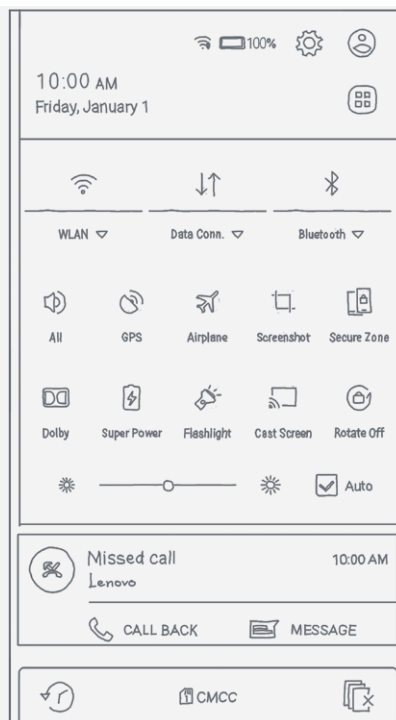 100%
10:00 AM
Friday, January 1
WLAN Data Conn. Bluetooth
All GPS Airplane Screenshot Secure Zone
Dolby Super Power Flashlight Cast Screen Rotate Off
Auto
Missed call 10:00 AM
Lenovo
CALL BACK MESSAGE
CMCC